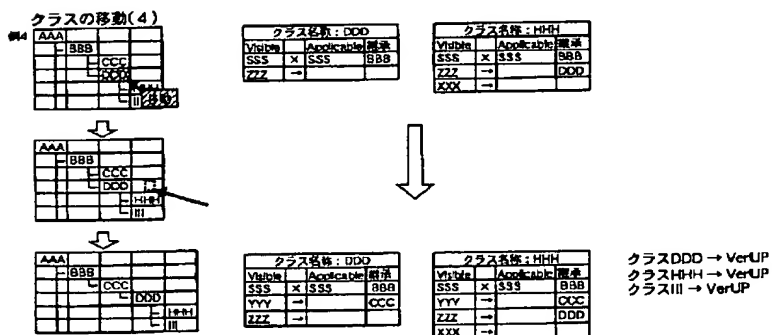 クラスの移動(4)
例4
AAA
BBB
CCC
DDD
III 移動
クラス名称:DDD
Visible Applicable 継承
SSS × SSS BBB
ZZZ →
クラス名称:HHH
Visible Applicable 継承
SSS × SSS BBB
ZZZ → DDD
XXX →
AAA
BBB
CCC
DDD
HHH
III
AAA
BBB
CCC
DDD
HHH
III
クラス名称:DDD
Visible Applicable 継承
SSS × SSS BBB
YYY → CCC
ZZZ →
クラス名称:HHH
Visible Applicable 継承
SSS × SSS BBB
YYY → CCC
ZZZ → DDD
XXX →
クラスDDD → VerUP
クラスHHH → VerUP
クラスIII → VerUP